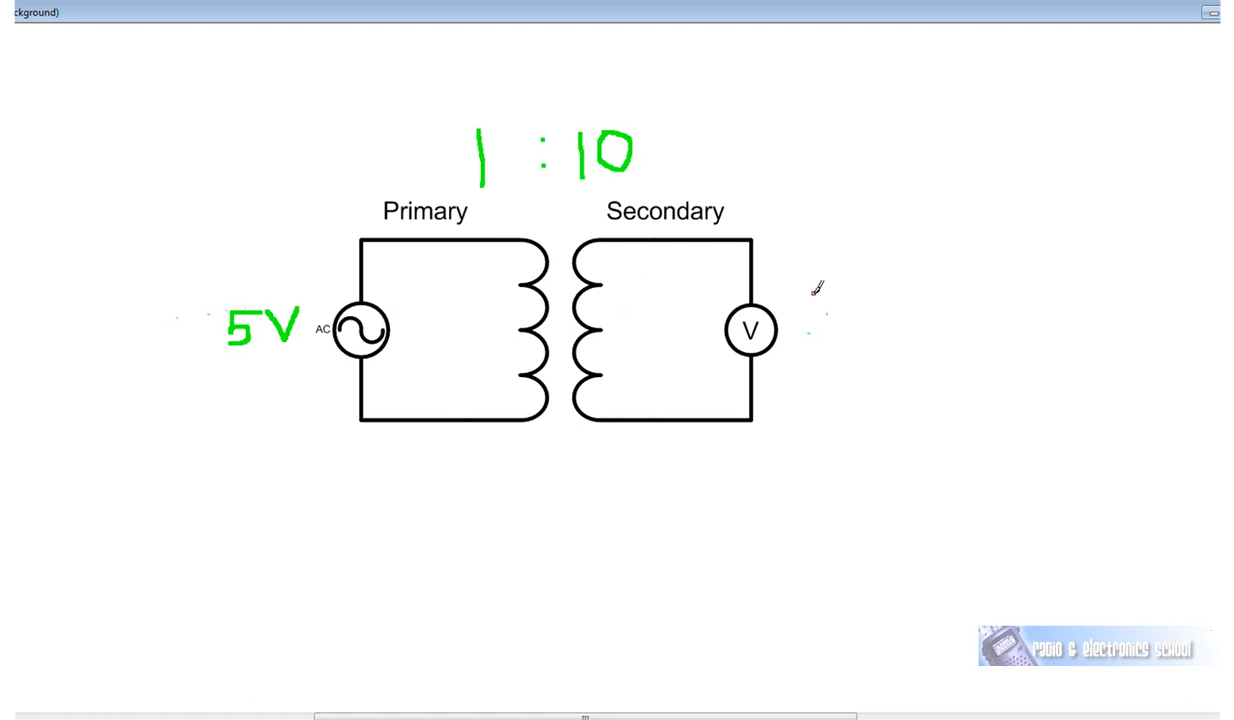 ckground)
1 : 10
Primary Secondary
5V AC V
RADIO & ELECTRONICS SCHOOL